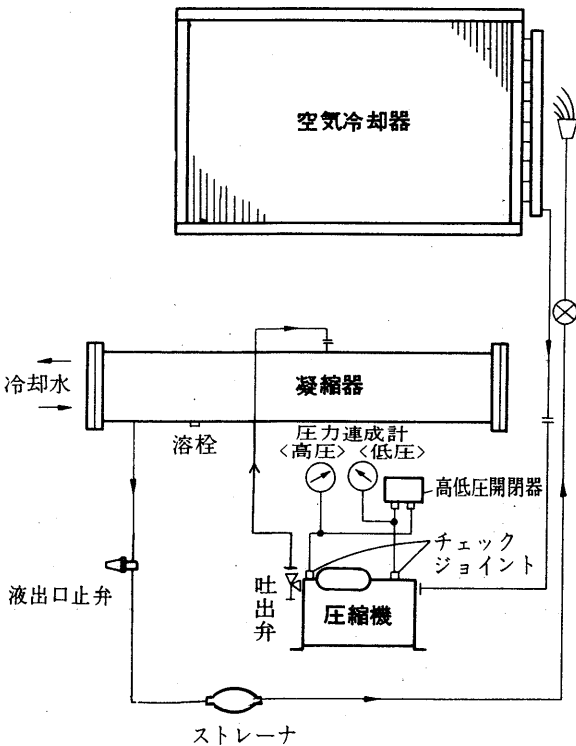 空気冷却器
冷却水
凝縮器
溶栓
圧力連成計
<高圧> <低圧>
高低圧開閉器
チェック
ジョイント
液出口止弁
吐出弁
圧縮機
ストレーナ